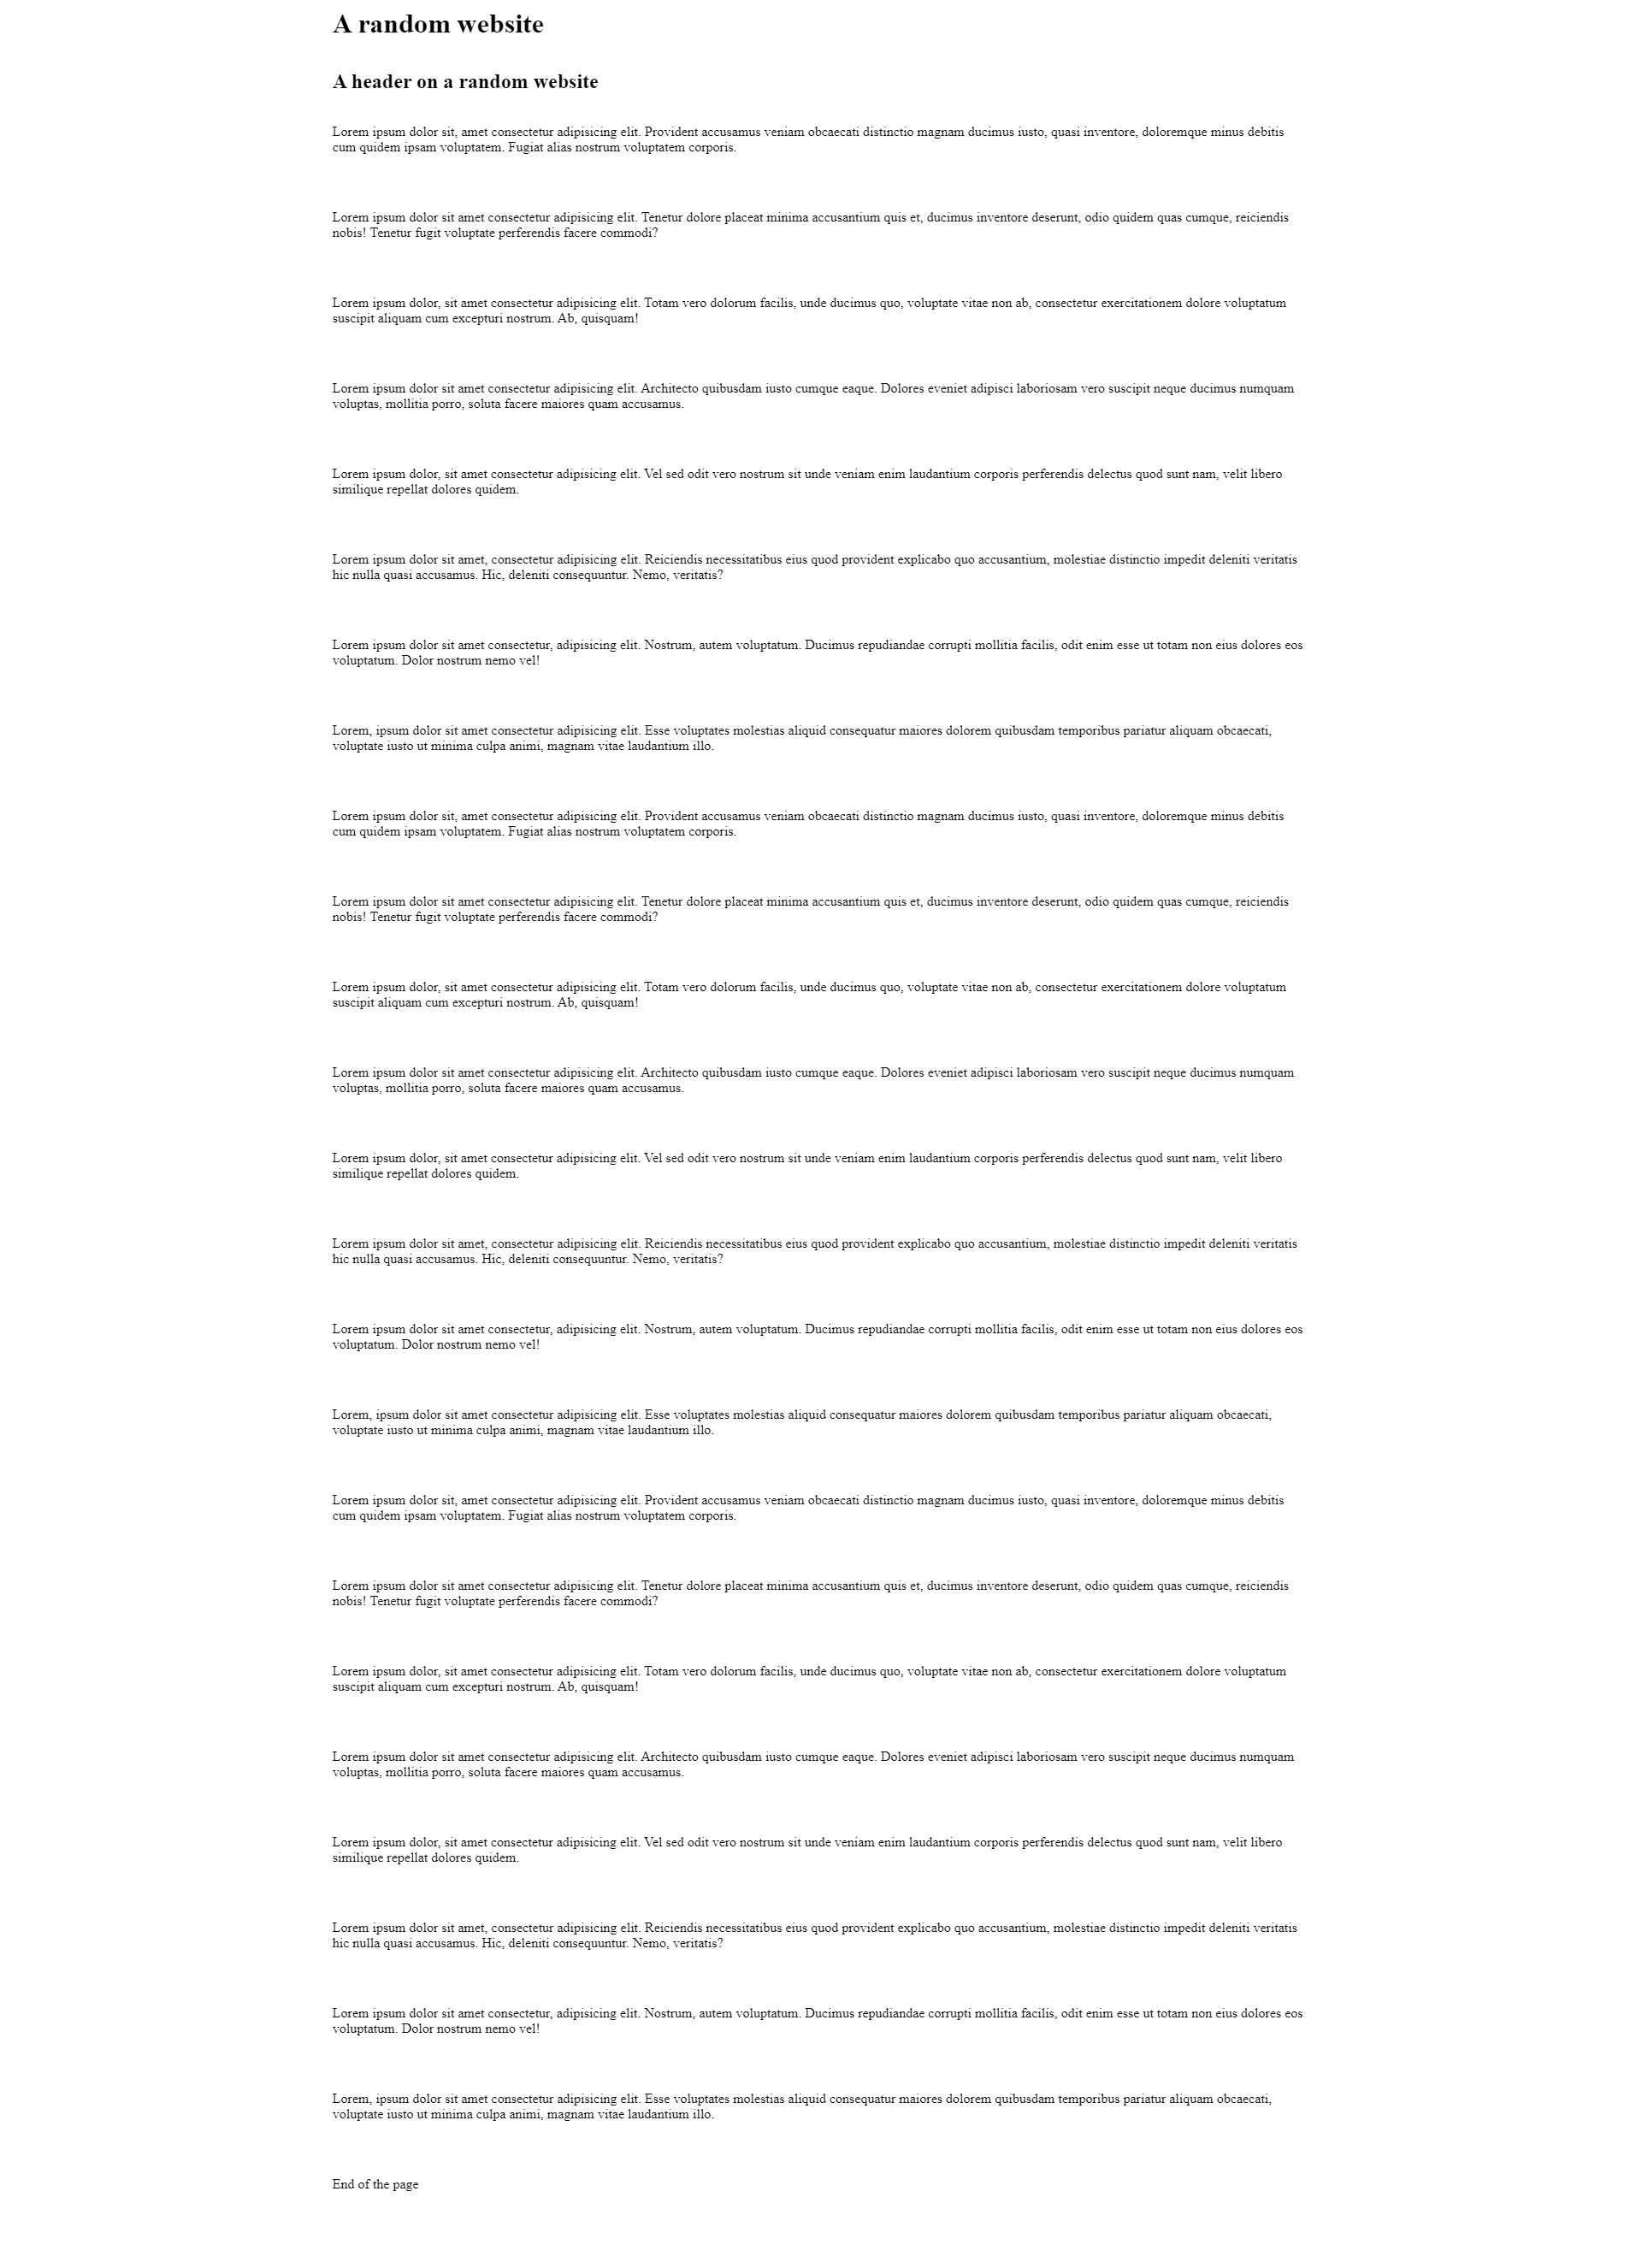 A random website
A header on a random website
Lorem ipsum dolor sit, amet consectetur adipisicing elit. Provident accusamus veniam obcaecati distinctio magnam ducimus iusto, quasi inventore, doloremque minus debitis
cum quidem ipsam voluptatem. Fugiat alias nostrum voluptatem corporis.
Lorem ipsum dolor sit amet consectetur adipisicing elit. Tenetur dolore placeat minima accusantium quis et, ducimus inventore deserunt, odio quidem quas cumque, reiciendis
nobis! Tenetur fugit voluptate perferendis facere commodi?
Lorem ipsum dolor, sit amet consectetur adipisicing elit. Totam vero dolorum facilis, unde ducimus quo, voluptate vitae non ab, consectetur exercitationem dolore voluptatum
suscipit aliquam cum excepturi nostrum. Ab, quisquam!
Lorem ipsum dolor sit amet consectetur adipisicing elit. Architecto quibusdam iusto cumque eaque. Dolores eveniet adipisci laboriosam vero suscipit neque ducimus numquam
voluptas, mollitia porro, soluta facere maiores quam accusamus.
Lorem ipsum dolor, sit amet consectetur adipisicing elit. Vel sed odit vero nostrum sit unde veniam enim laudantium corporis perferendis delectus quod sunt nam, velit libero
similique repellat dolores quidem.
Lorem ipsum dolor sit amet, consectetur adipisicing elit. Reiciendis necessitatibus eius quod provident explicabo quo accusantium, molestiae distinctio impedit deleniti veritatis
hic nulla quasi accusamus. Hic, deleniti consequuntur. Nemo, veritatis?
Lorem ipsum dolor sit amet consectetur, adipisicing elit. Nostrum, autem voluptatum. Ducimus repudiandae corrupti mollitia facilis, odit enim esse ut totam non eius dolores eos
voluptatum. Dolor nostrum nemo vel!
Lorem, ipsum dolor sit amet consectetur adipisicing elit. Esse voluptates molestias aliquid consequatur maiores dolorem quibusdam temporibus pariatur aliquam obcaecati,
voluptate iusto ut minima culpa animi, magnam vitae laudantium illo.
Lorem ipsum dolor sit, amet consectetur adipisicing elit. Provident accusamus veniam obcaecati distinctio magnam ducimus iusto, quasi inventore, doloremque minus debitis
cum quidem ipsam voluptatem. Fugiat alias nostrum voluptatem corporis.
Lorem ipsum dolor sit amet consectetur adipisicing elit. Tenetur dolore placeat minima accusantium quis et, ducimus inventore deserunt, odio quidem quas cumque, reiciendis
nobis! Tenetur fugit voluptate perferendis facere commodi?
Lorem ipsum dolor, sit amet consectetur adipisicing elit. Totam vero dolorum facilis, unde ducimus quo, voluptate vitae non ab, consectetur exercitationem dolore voluptatum
suscipit aliquam cum excepturi nostrum. Ab, quisquam!
Lorem ipsum dolor sit amet consectetur adipisicing elit. Architecto quibusdam iusto cumque eaque. Dolores eveniet adipisci laboriosam vero suscipit neque ducimus numquam
voluptas, mollitia porro, soluta facere maiores quam accusamus.
Lorem ipsum dolor, sit amet consectetur adipisicing elit. Vel sed odit vero nostrum sit unde veniam enim laudantium corporis perferendis delectus quod sunt nam, velit libero
similique repellat dolores quidem.
Lorem ipsum dolor sit amet, consectetur adipisicing elit. Reiciendis necessitatibus eius quod provident explicabo quo accusantium, molestiae distinctio impedit deleniti veritatis
hic nulla quasi accusamus. Hic, deleniti consequuntur. Nemo, veritatis?
Lorem ipsum dolor sit amet consectetur, adipisicing elit. Nostrum, autem voluptatum. Ducimus repudiandae corrupti mollitia facilis, odit enim esse ut totam non eius dolores eos
voluptatum. Dolor nostrum nemo vel!
Lorem, ipsum dolor sit amet consectetur adipisicing elit. Esse voluptates molestias aliquid consequatur maiores dolorem quibusdam temporibus pariatur aliquam obcaecati,
voluptate iusto ut minima culpa animi, magnam vitae laudantium illo.
Lorem ipsum dolor sit, amet consectetur adipisicing elit. Provident accusamus veniam obcaecati distinctio magnam ducimus iusto, quasi inventore, doloremque minus debitis
cum quidem ipsam voluptatem. Fugiat alias nostrum voluptatem corporis.
Lorem ipsum dolor sit amet consectetur adipisicing elit. Tenetur dolore placeat minima accusantium quis et, ducimus inventore deserunt, odio quidem quas cumque, reiciendis
nobis! Tenetur fugit voluptate perferendis facere commodi?
Lorem ipsum dolor, sit amet consectetur adipisicing elit. Totam vero dolorum facilis, unde ducimus quo, voluptate vitae non ab, consectetur exercitationem dolore voluptatum
suscipit aliquam cum excepturi nostrum. Ab, quisquam!
Lorem ipsum dolor sit amet consectetur adipisicing elit. Architecto quibusdam iusto cumque eaque. Dolores eveniet adipisci laboriosam vero suscipit neque ducimus numquam
voluptas, mollitia porro, soluta facere maiores quam accusamus.
Lorem ipsum dolor, sit amet consectetur adipisicing elit. Vel sed odit vero nostrum sit unde veniam enim laudantium corporis perferendis delectus quod sunt nam, velit libero
similique repellat dolores quidem.
Lorem ipsum dolor sit amet, consectetur adipisicing elit. Reiciendis necessitatibus eius quod provident explicabo quo accusantium, molestiae distinctio impedit deleniti veritatis
hic nulla quasi accusamus. Hic, deleniti consequuntur. Nemo, veritatis?
Lorem ipsum dolor sit amet consectetur, adipisicing elit. Nostrum, autem voluptatum. Ducimus repudiandae corrupti mollitia facilis, odit enim esse ut totam non eius dolores eos
voluptatum. Dolor nostrum nemo vel!
Lorem, ipsum dolor sit amet consectetur adipisicing elit. Esse voluptates molestias aliquid consequatur maiores dolorem quibusdam temporibus pariatur aliquam obcaecati,
voluptate iusto ut minima culpa animi, magnam vitae laudantium illo.
End of the page